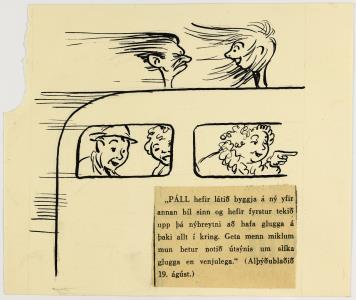 „PÁLL hefir látið byggja á ný yfir
annan bíl sinn og hefir fyrstur tekið
upp þá nýbreytni að hafa glugga á
þaki allt í kring. Geta menn miklum
mun betur notið útsýnis um slíka
glugga en venjulega.“ (Alþýðublaðið
19. ágúst.)